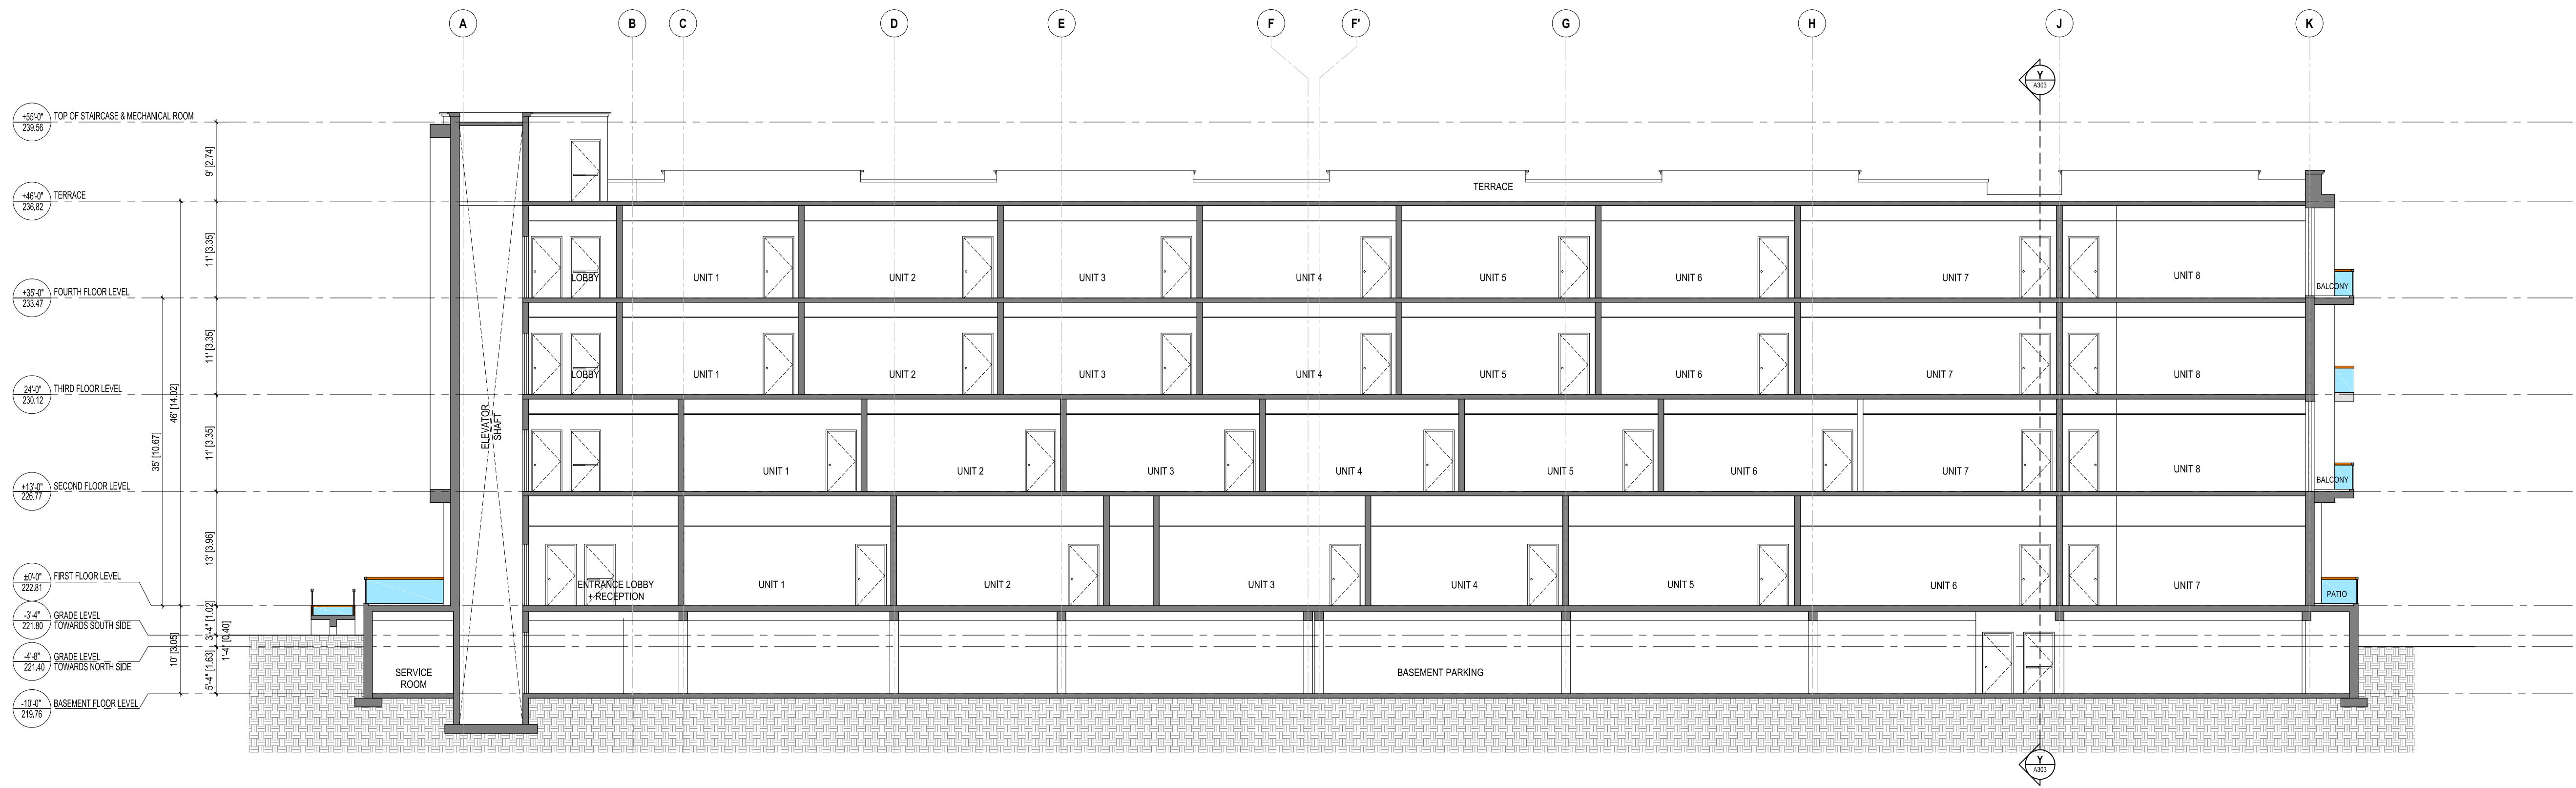 A B C D E F F' G H J K
Y
A303
+55'-0" TOP OF STAIRCASE & MECHANICAL ROOM
239.56
9' [2.74]
TERRACE
+46'-0" TERRACE
236.82
11' [3.35]
LOBBY UNIT 1 UNIT 2 UNIT 3 UNIT 4 UNIT 5 UNIT 6 UNIT 7 UNIT 8
BALCONY
+35'-0" FOURTH FLOOR LEVEL
233.47
11' [3.35]
LOBBY UNIT 1 UNIT 2 UNIT 3 UNIT 4 UNIT 5 UNIT 6 UNIT 7 UNIT 8
24'-0" THIRD FLOOR LEVEL
230.12
46' [14.02]
35' [10.67]
11' [3.35]
ELEVATOR
SHAFT
UNIT 1 UNIT 2 UNIT 3 UNIT 4 UNIT 5 UNIT 6 UNIT 7 UNIT 8
BALCONY
+13'-0" SECOND FLOOR LEVEL
226.77
13' [3.96]
ENTRANCE LOBBY
+ RECEPTION
UNIT 1 UNIT 2 UNIT 3 UNIT 4 UNIT 5 UNIT 6 UNIT 7
PATIO
±0'-0" FIRST FLOOR LEVEL
222.81
3'-4" [1.02]
-3'-4" GRADE LEVEL
221.80 TOWARDS SOUTH SIDE
1'-4" [0.40]
10' [3.05]
-4'-8" GRADE LEVEL
221.40 TOWARDS NORTH SIDE
5'-4" [1.63]
SERVICE
ROOM
BASEMENT PARKING
-10'-0" BASEMENT FLOOR LEVEL
219.76
Y
A303